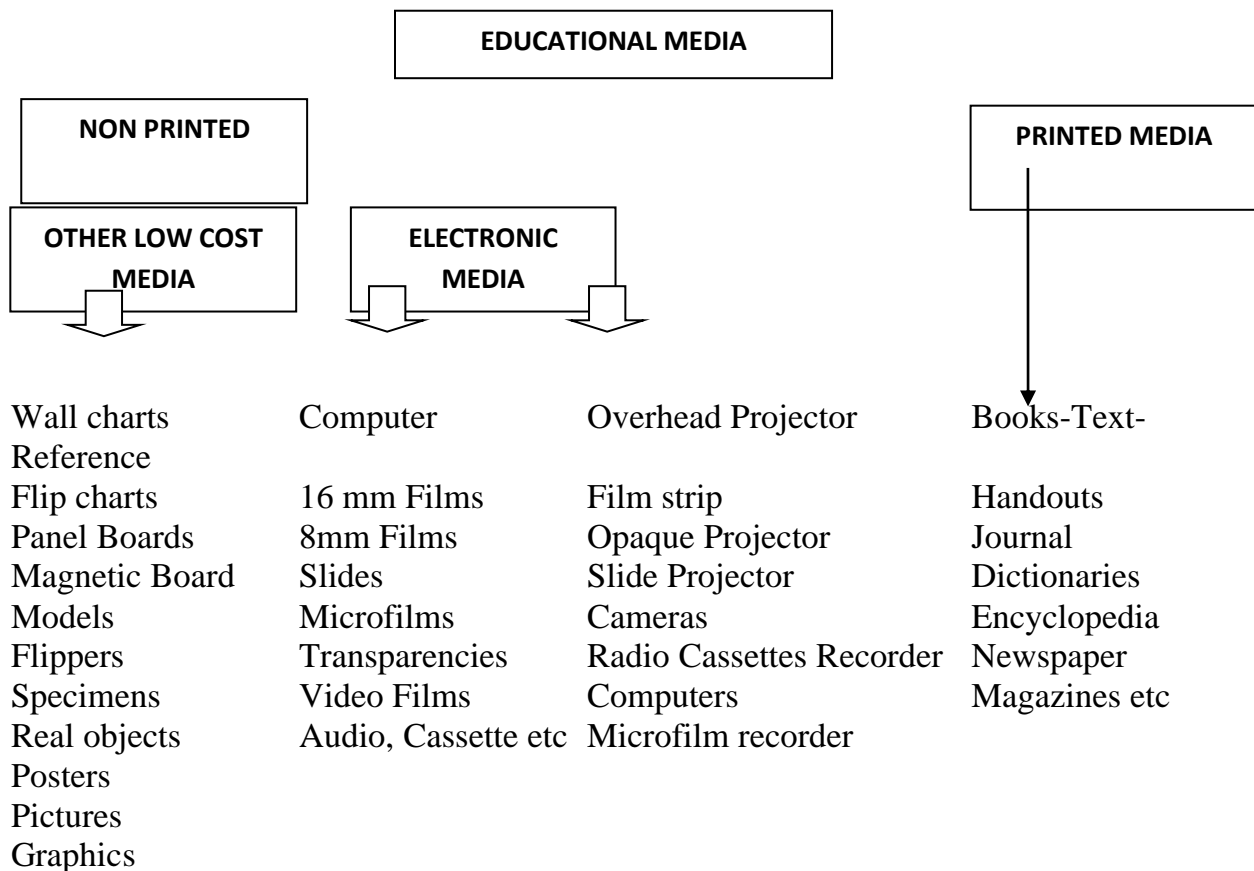 EDUCATIONAL MEDIA
NON PRINTED
PRINTED MEDIA
OTHER LOW COST
MEDIA
ELECTRONIC
MEDIA
Wall charts Computer Overhead Projector Books-Text-
Reference
Flip charts 16 mm Films Film strip Handouts
Panel Boards 8mm Films Opaque Projector Journal
Magnetic Board Slides Slide Projector Dictionaries
Models Microfilms Cameras Encyclopedia
Flippers Transparencies Radio Cassettes Recorder Newspaper
Specimens Video Films Computers Magazines etc
Real objects Audio, Cassette etc Microfilm recorder
Posters
Pictures
Graphics